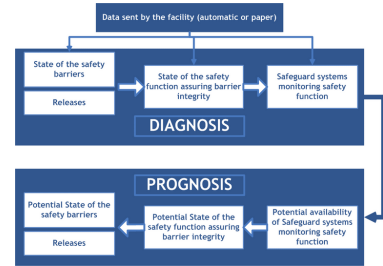 Data sent by the facility (automatic or paper)
State of the safety
barriers
Releases
State of the safety
function assuring barrier
integrity
Safeguard systems
monitoring safety
function
DIAGNOSIS
PROGNOSIS
Potential State of the
safety barriers
Releases
Potential State of the
safety function assuring
barrier integrity
Potential availability
of Safeguard systems
monitoring safety
function